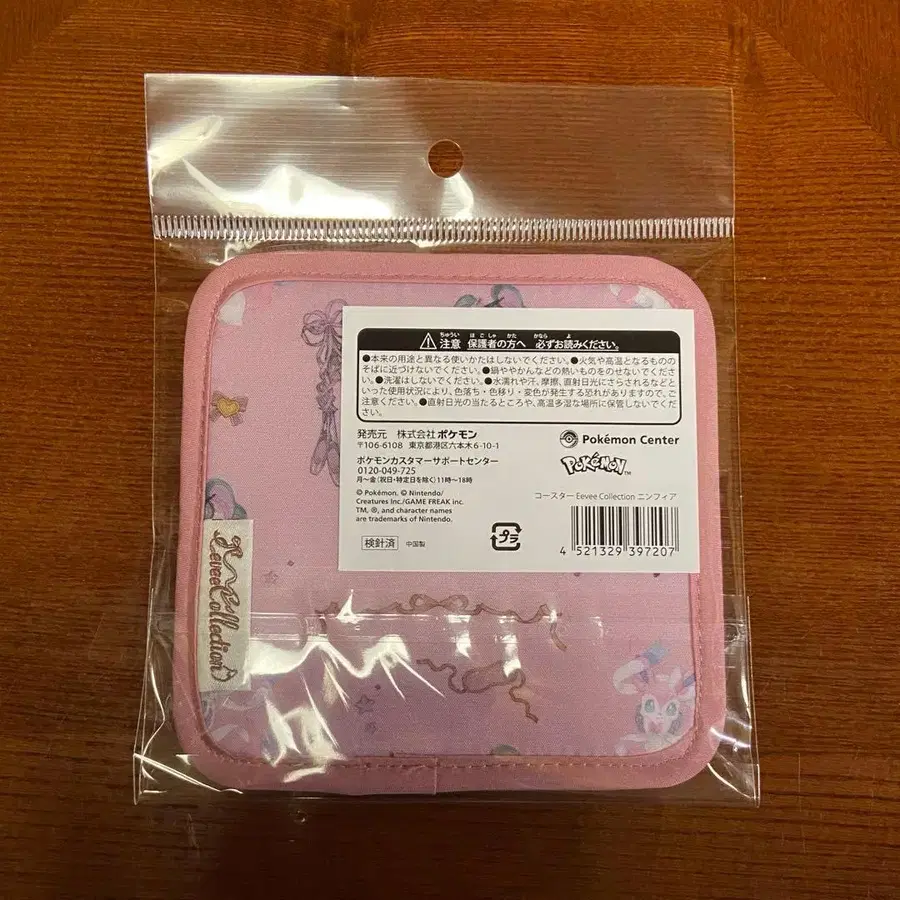 注意 保護者の方へ 必ずお読みください。
ちゅうい ほごしゃ かた かなら よ
●本来の用途と異なる使いかたはしないでください。●火気や高温となるものの
そばに近づけないでください。●鍋ややかんなどの熱いものをのせないでくださ
い。●洗濯はしないでください。●水濡れや汗、摩擦、直射日光にさらされるなどと
いった使用状況により、色落ち・色移り・変色が発生する恐れがありますので、ご
注意ください。●直射日光の当たるところや、高温多湿な場所に保管しないでくだ
さい。
発売元 株式会社ポケモン
〒106-6108 東京都港区六本木6-10-1
ポケモンカスタマーサポートセンター
0120-049-725
月〜金(祝日・特定日を除く)11時〜18時
© Pokémon. © Nintendo/
Creatures Inc./GAME FREAK inc.
TM, ®, and character names
are trademarks of Nintendo.
検針済 中国製
プラ
Pokémon Center
POKéMON™
コースター Eevee Collection ニンフィア
4 521329 397207
Eevee Collection